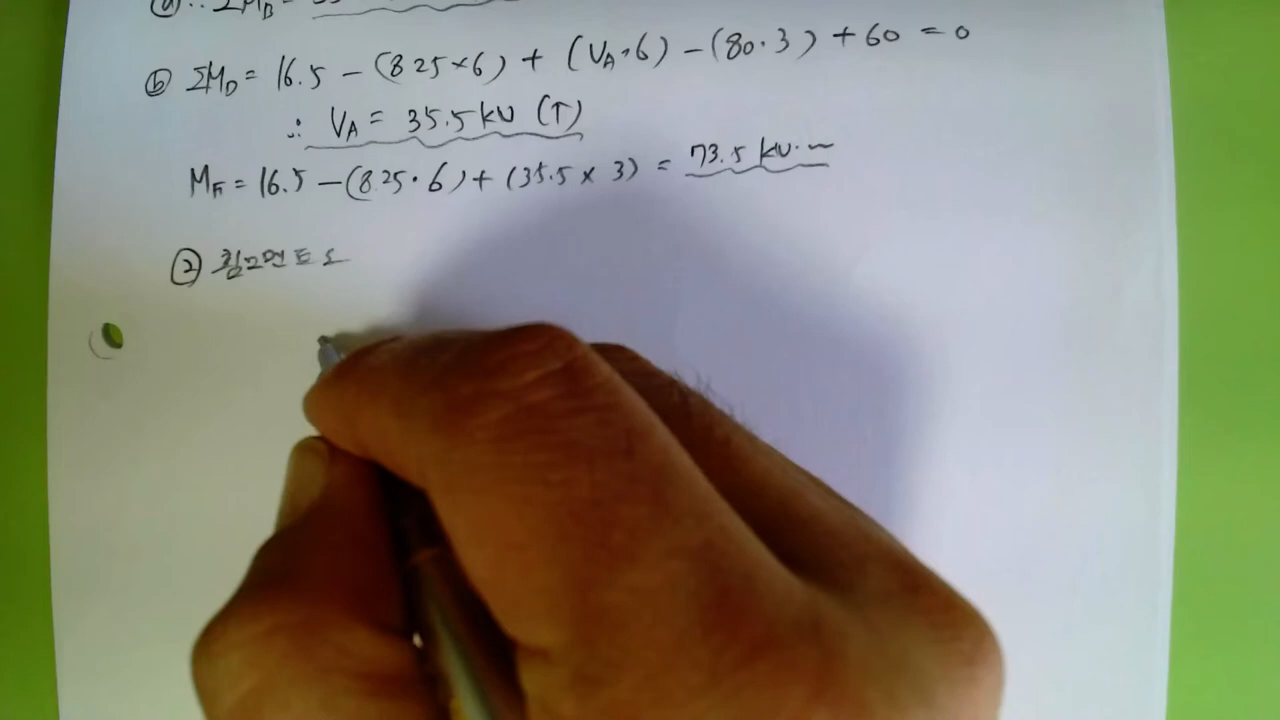 ⓐ ∴ ΣM_B =
ⓑ ΣM_D = 16.5 - (8.25×6) + (V_A·6) - (80·3) + 60 = 0
∴ V_A = 35.5 kN (↑)
M_F = 16.5 - (8.25·6) + (35.5 × 3) = 73.5 kN·m
② 휨모멘트도